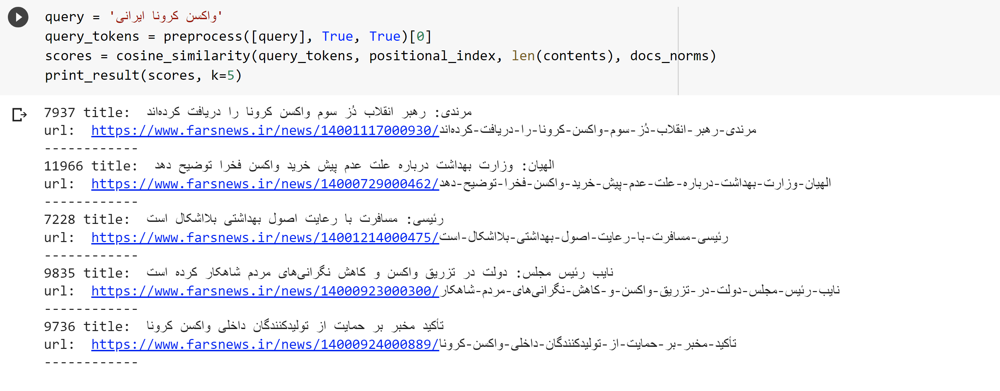 query = 'واکسن کرونا ایرانی'
query_tokens = preprocess([query], True, True)[0]
scores = cosine_similarity(query_tokens, positional_index, len(contents), docs_norms)
print_result(scores, k=5)
7937 title:  مرندی: رهبر انقلاب دُز سوم واکسن کرونا را دریافت کرده‌اند
url:  https://www.farsnews.ir/news/14001117000930/مرندی-رهبر-انقلاب-دُز-سوم-واکسن-کرونا-را-دریافت-کرده‌اند
------------
11966 title:  الهیان: وزارت بهداشت درباره علت عدم پیش خرید واکسن فخرا توضیح دهد
url:  https://www.farsnews.ir/news/14000729000462/الهیان-وزارت-بهداشت-درباره-علت-عدم-پیش-خرید-واکسن-فخرا-توضیح-دهد
------------
7228 title:  رئیسی: مسافرت با رعایت اصول بهداشتی بلااشکال است
url:  https://www.farsnews.ir/news/14001214000475/رئیسی-مسافرت-با-رعایت-اصول-بهداشتی-بلااشکال-است
------------
9835 title:  نایب رئیس مجلس: دولت در تزریق واکسن و کاهش نگرانی‌های مردم شاهکار کرده است
url:  https://www.farsnews.ir/news/14000923000300/نایب-رئیس-مجلس-دولت-در-تزریق-واکسن-و-کاهش-نگرانی‌های-مردم-شاهکار
------------
9736 title:  تأکید مخبر بر حمایت از تولیدکنندگان داخلی واکسن کرونا
url:  https://www.farsnews.ir/news/14000924000889/تأکید-مخبر-بر-حمایت-از-تولیدکنندگان-داخلی-واکسن-کرونا
------------